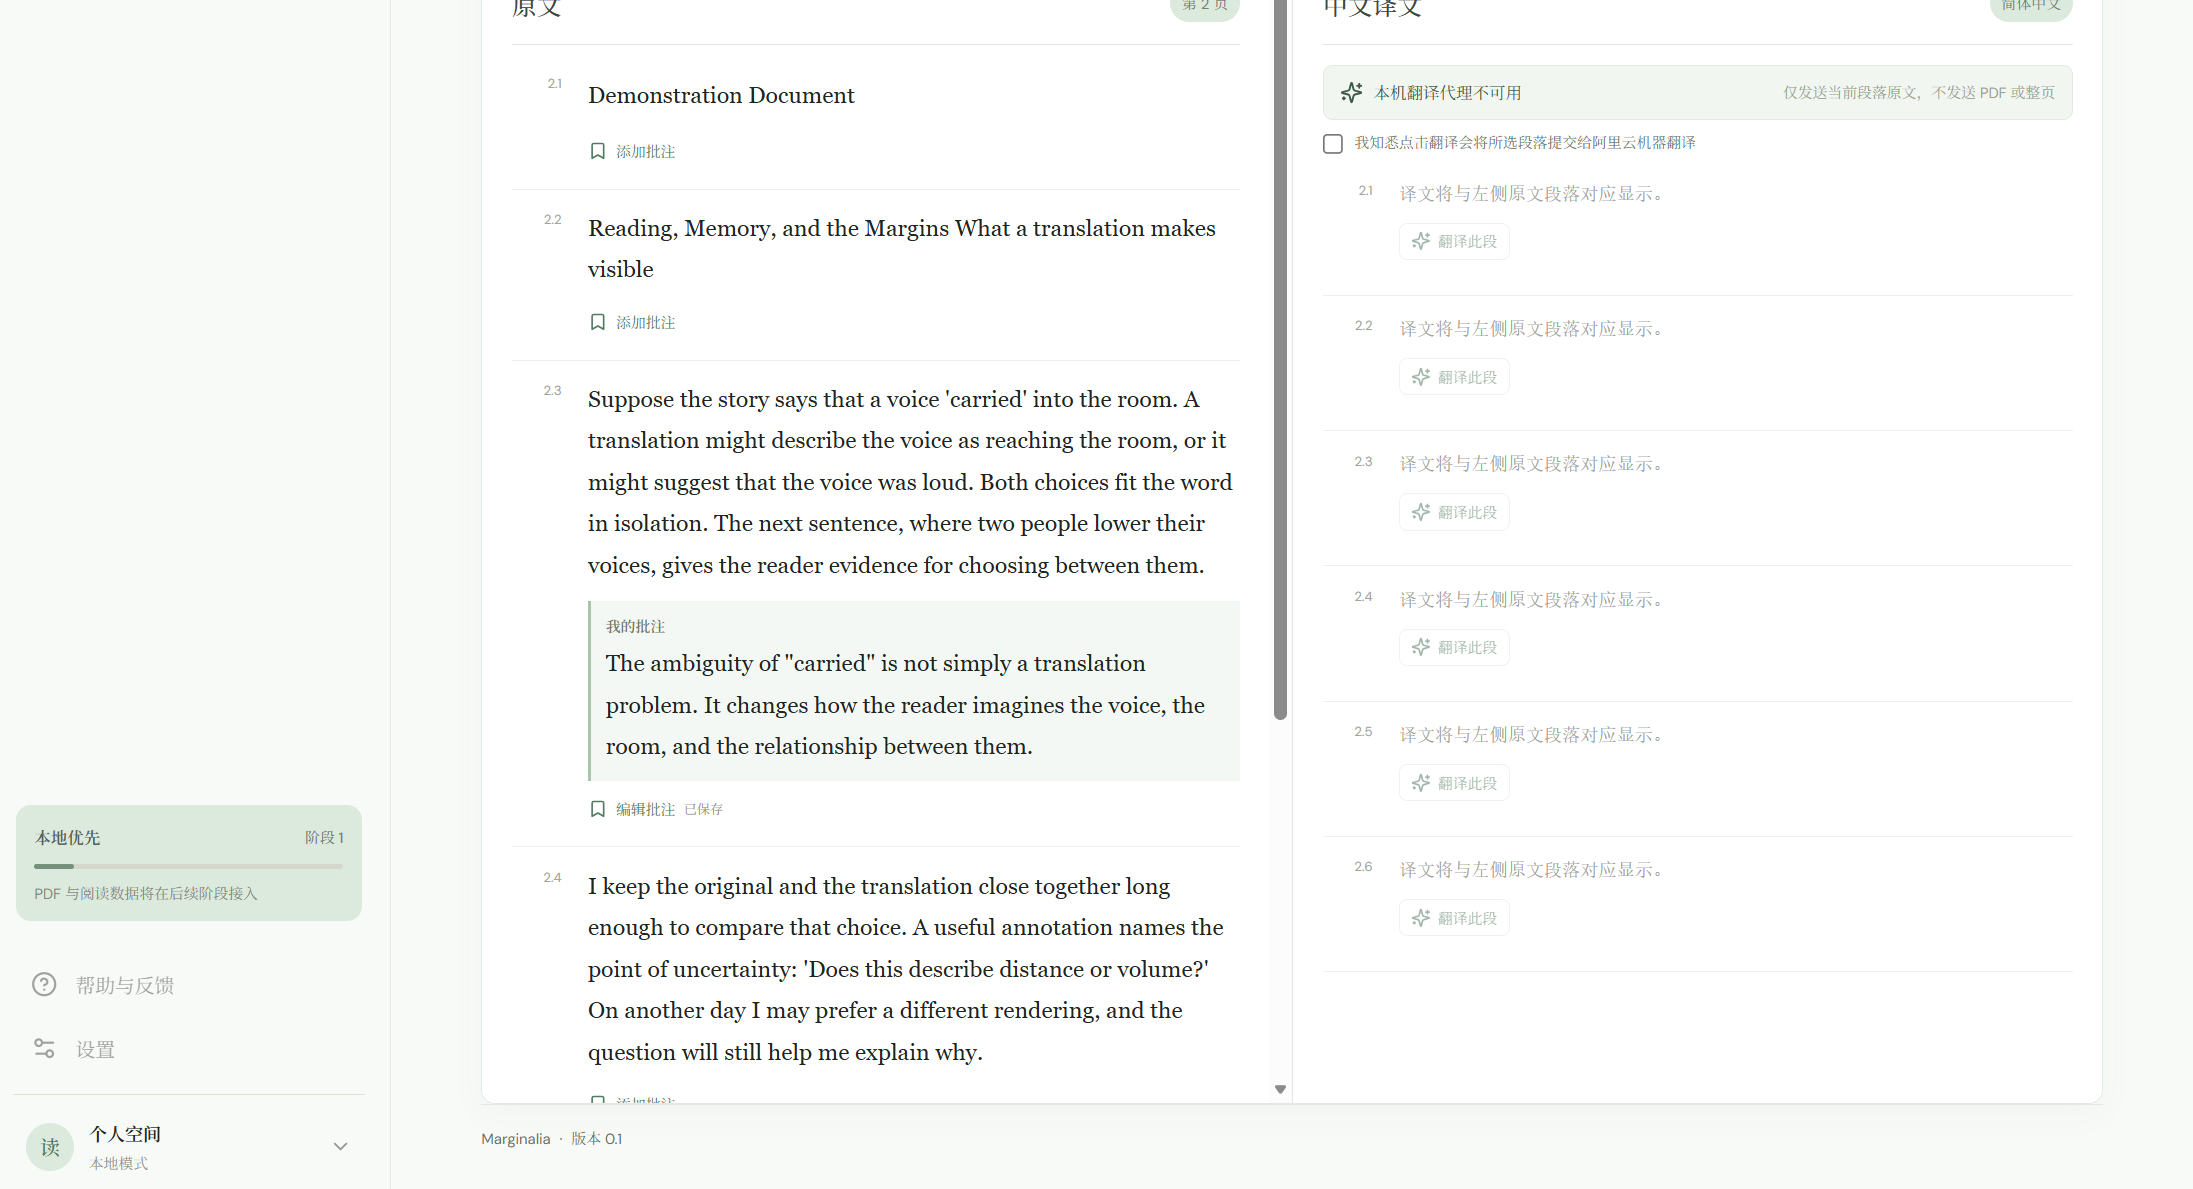 原文
第 2 页
2.1
Demonstration Document
添加批注
2.2
Reading, Memory, and the Margins What a translation makes
visible
添加批注
2.3
Suppose the story says that a voice 'carried' into the room. A
translation might describe the voice as reaching the room, or it
might suggest that the voice was loud. Both choices fit the word
in isolation. The next sentence, where two people lower their
voices, gives the reader evidence for choosing between them.
我的批注
The ambiguity of "carried" is not simply a translation
problem. It changes how the reader imagines the voice, the
room, and the relationship between them.
编辑批注 已保存
2.4
I keep the original and the translation close together long
enough to compare that choice. A useful annotation names the
point of uncertainty: 'Does this describe distance or volume?'
On another day I may prefer a different rendering, and the
question will still help me explain why.
添加批注
中文译文
简体中文
本机翻译代理不可用
仅发送当前段落原文，不发送 PDF 或整页
我知悉点击翻译会将所选段落提交给阿里云机器翻译
2.1
译文将与左侧原文段落对应显示。
翻译此段
2.2
译文将与左侧原文段落对应显示。
翻译此段
2.3
译文将与左侧原文段落对应显示。
翻译此段
2.4
译文将与左侧原文段落对应显示。
翻译此段
2.5
译文将与左侧原文段落对应显示。
翻译此段
2.6
译文将与左侧原文段落对应显示。
翻译此段
本地优先
阶段 1
PDF 与阅读数据将在后续阶段接入
帮助与反馈
设置
读
个人空间
本地模式
Marginalia · 版本 0.1